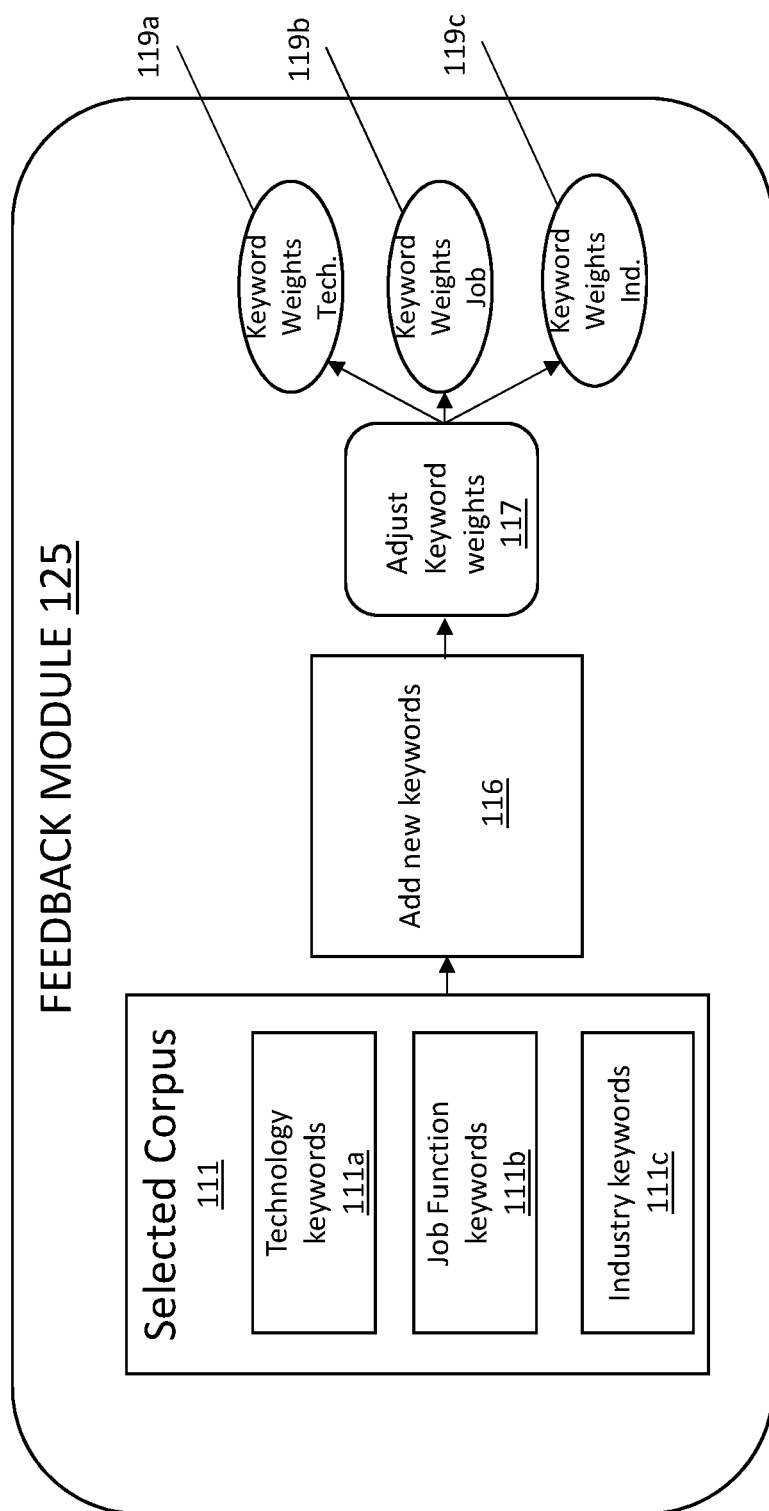 FEEDBACK MODULE 125
Selected Corpus
111
Technology
keywords
111a
Job Function
keywords
111b
Industry keywords
111c
Add new keywords
116
Adjust
Keyword
weights
117
Keyword
Weights
Tech.
Keyword
Weights
Job
Keyword
Weights
Ind.
119a
119b
119c